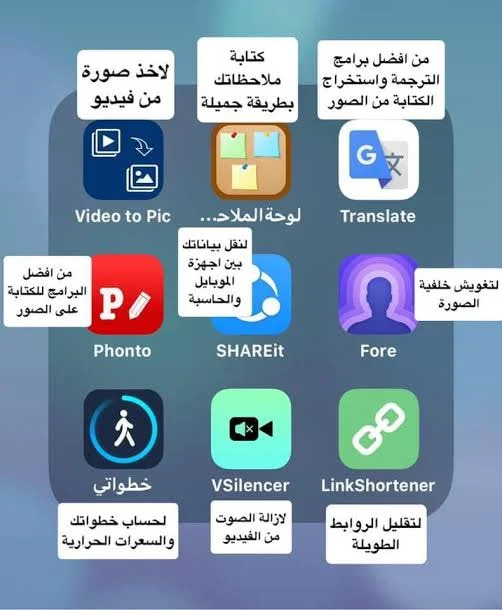 من افضل برامج
الترجمة واستخراج
الكتابة من الصور
كتابة
ملاحظاتك
بطريقة جميلة
لاخذ صورة
من فيديو
G 文
Translate
لوحة الملاحـ...
Video to Pic
لتغويش خلفية
الصورة
لنقل بياناتك
بين اجهزة
الموبايل
والحاسبة
من افضل
البرامج للكتابة
على الصور
P
Fore
SHAREit
Phonto
LinkShortener
VSilencer
خطواتي
لتقليل الروابط
الطويلة
لازالة الصوت
من الفيديو
لحساب خطواتك
والسعرات الحرارية